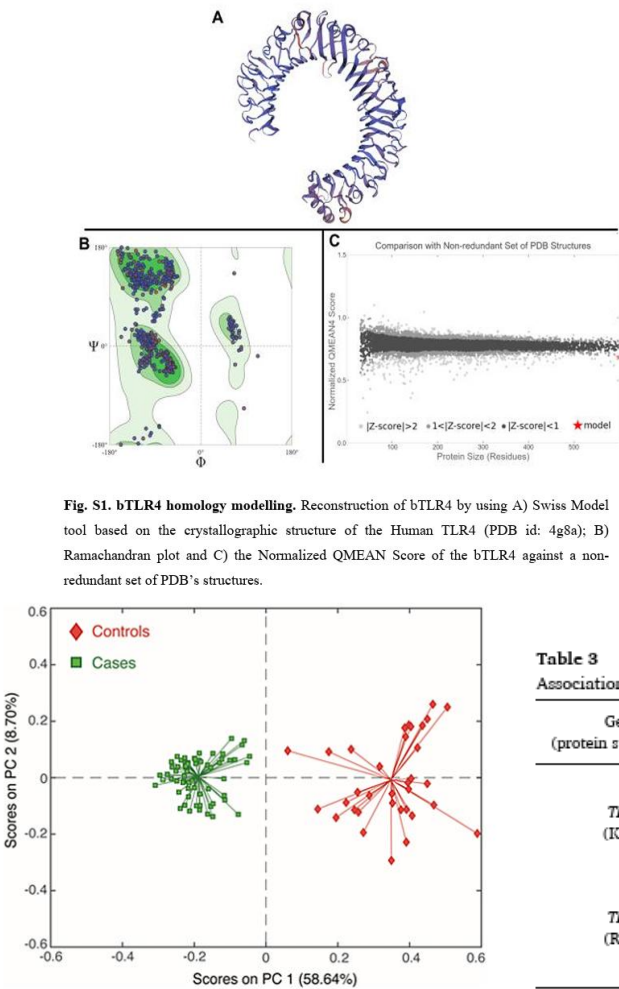 A
B
C
180°
Ψ 0°
-180°
-180°
0°
180°
Φ
Comparison with Non-redundant Set of PDB Structures
Normalized QMEAN4 Score
1.5
1.0
0.5
0.0
|Z-score|>2 1<|Z-score|<2 |Z-score|<1 model
100 200 300 400 500
Protein Size (Residues)
Fig. S1. bTLR4 homology modelling. Reconstruction of bTLR4 by using A) Swiss Model
tool based on the crystallographic structure of the Human TLR4 (PDB id: 4g8a); B)
Ramachandran plot and C) the Normalized QMEAN Score of the bTLR4 against a non-
redundant set of PDB's structures.
Controls
Cases
Scores on PC 2 (8.70%)
0.6
0.4
0.2
0
-0.2
-0.4
-0.6
-0.6 -0.4 -0.2 0 0.2 0.4 0.6
Scores on PC 1 (58.64%)
Table 3
Association